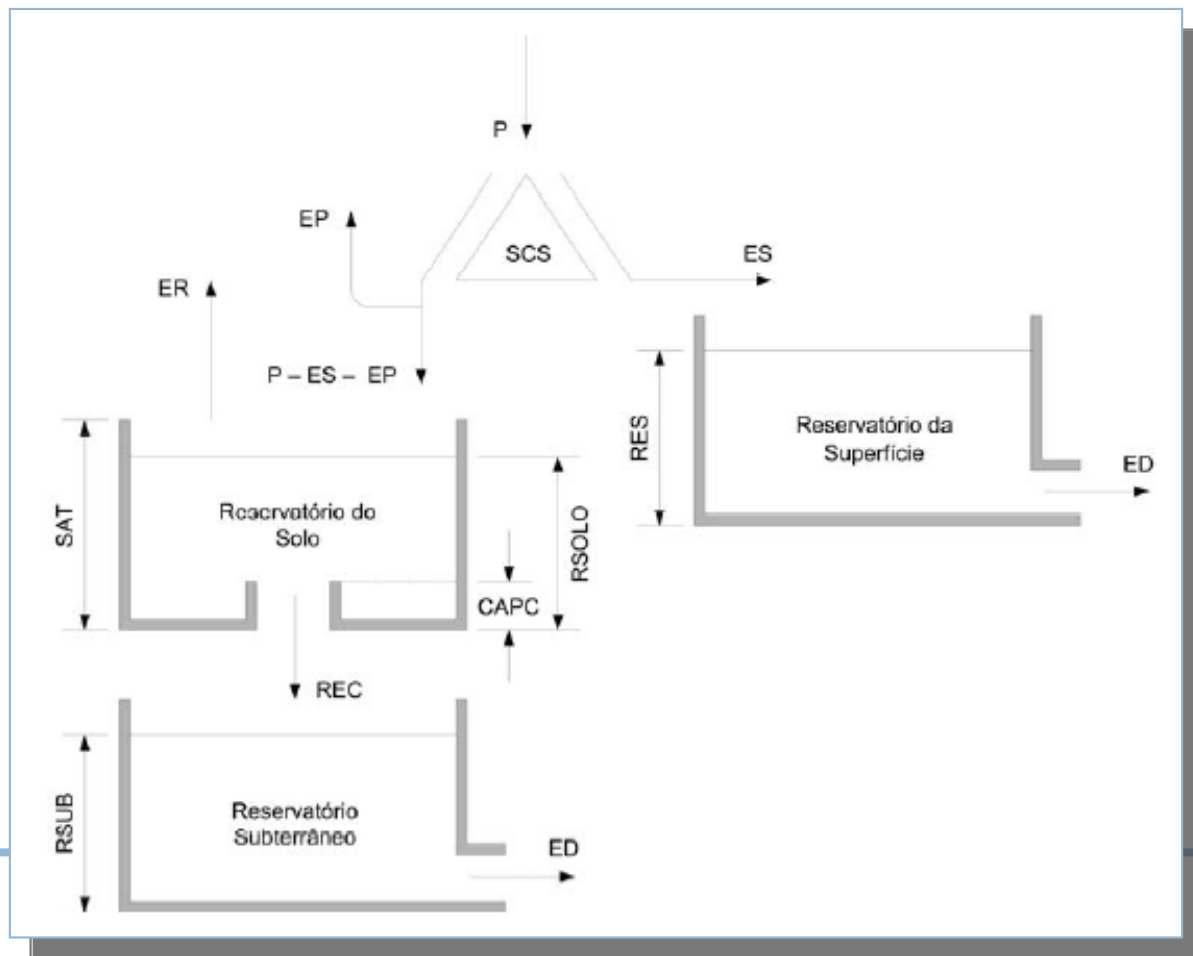 P
EP
SCS
ES
ER
P – ES – EP
RES
Reservatório da
Superfície
ED
SAT
Reservatório do
Solo
RSOLO
CAPC
REC
RSUB
Reservatório
Subterrâneo
ED